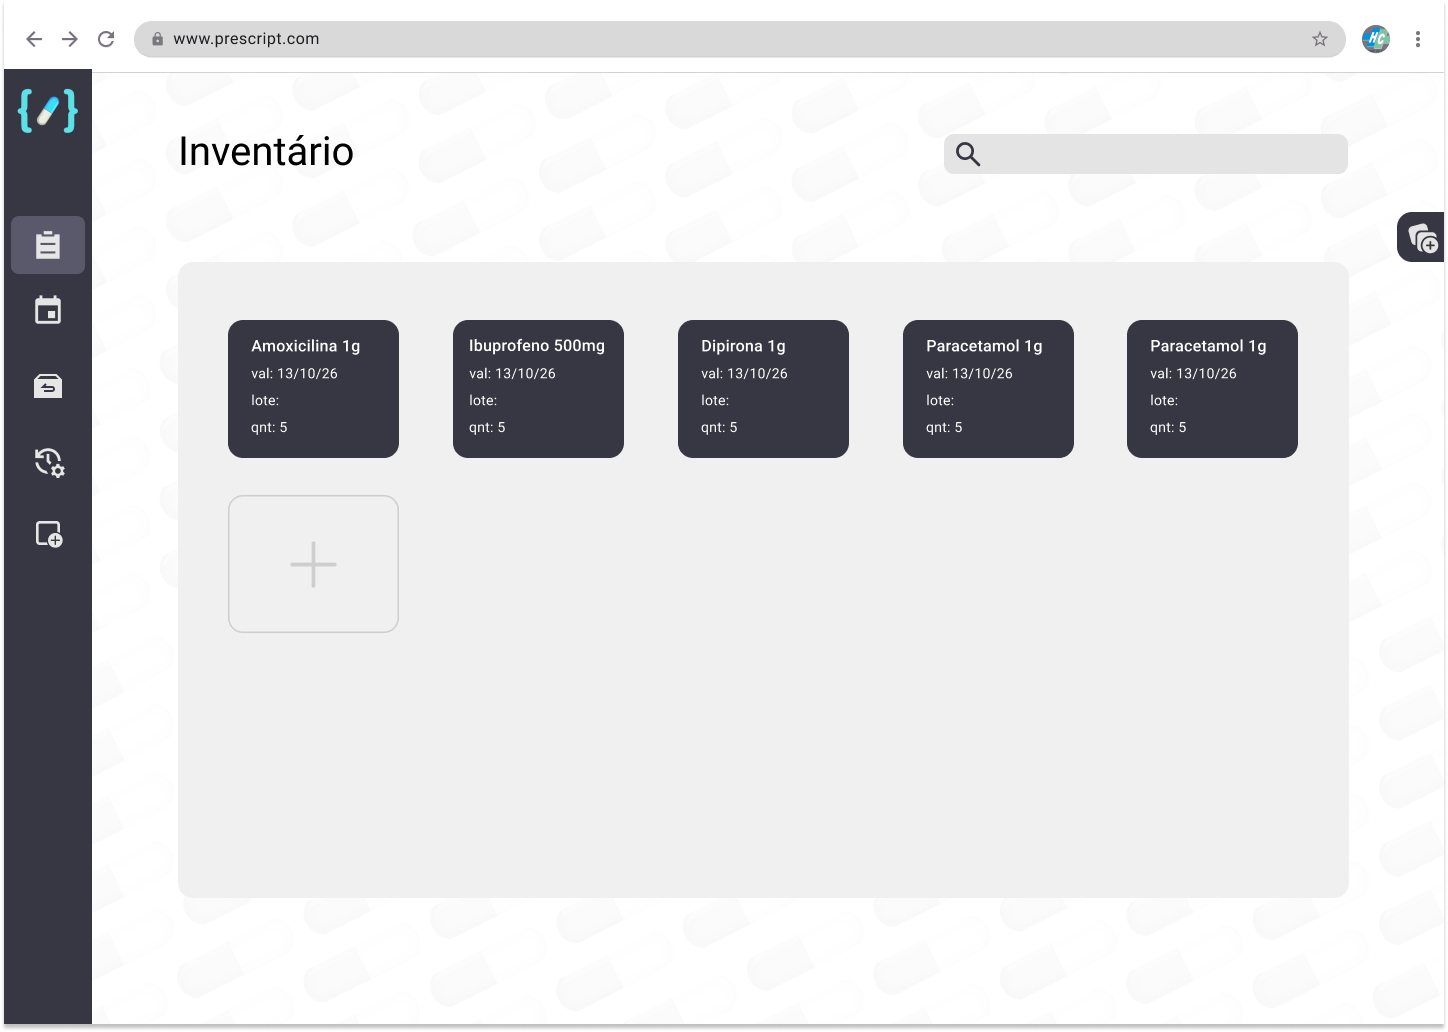 www.prescript.com
HC
Inventário
Amoxicilina 1g
val: 13/10/26
lote:
qnt: 5
Ibuprofeno 500mg
val: 13/10/26
lote:
qnt: 5
Dipirona 1g
val: 13/10/26
lote:
qnt: 5
Paracetamol 1g
val: 13/10/26
lote:
qnt: 5
Paracetamol 1g
val: 13/10/26
lote:
qnt: 5